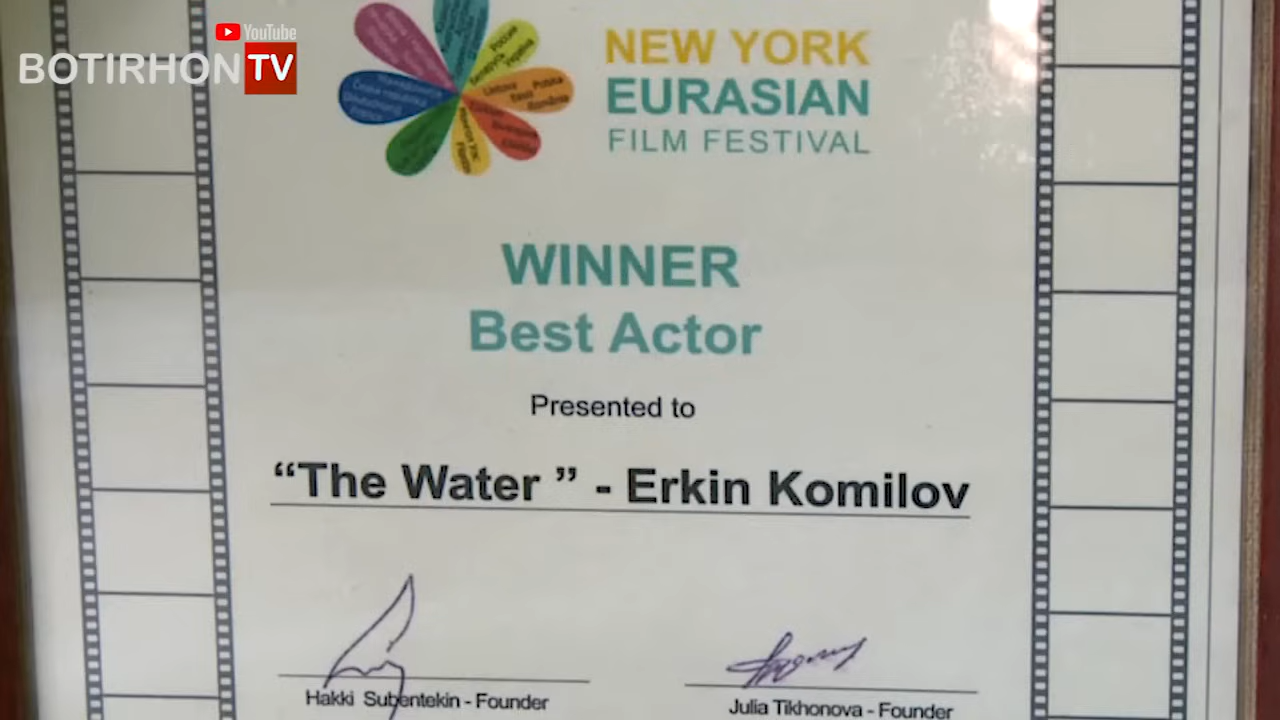 YouTube
BOTIRHON TV
NEW YORK
EURASIAN
FILM FESTIVAL
WINNER
Best Actor
Presented to
“The Water ” - Erkin Komilov
Hakki Subentekin - Founder
Julia Tikhonova - Founder